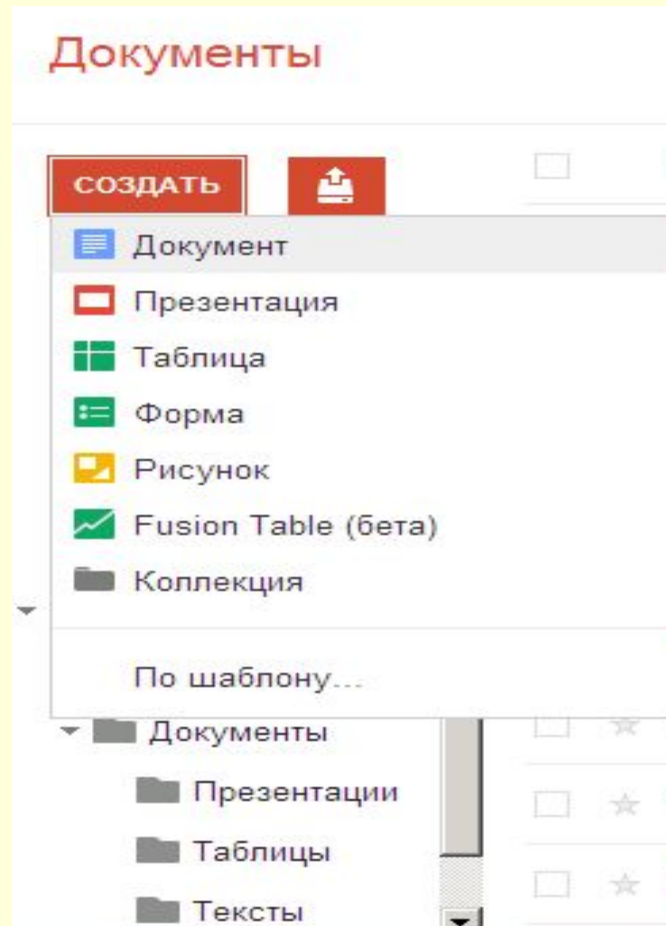 Документы
СОЗДАТЬ
Документ
Презентация
Таблица
Форма
Рисунок
Fusion Table (бета)
Коллекция
По шаблону...
Документы
Презентации
Таблицы
Тексты